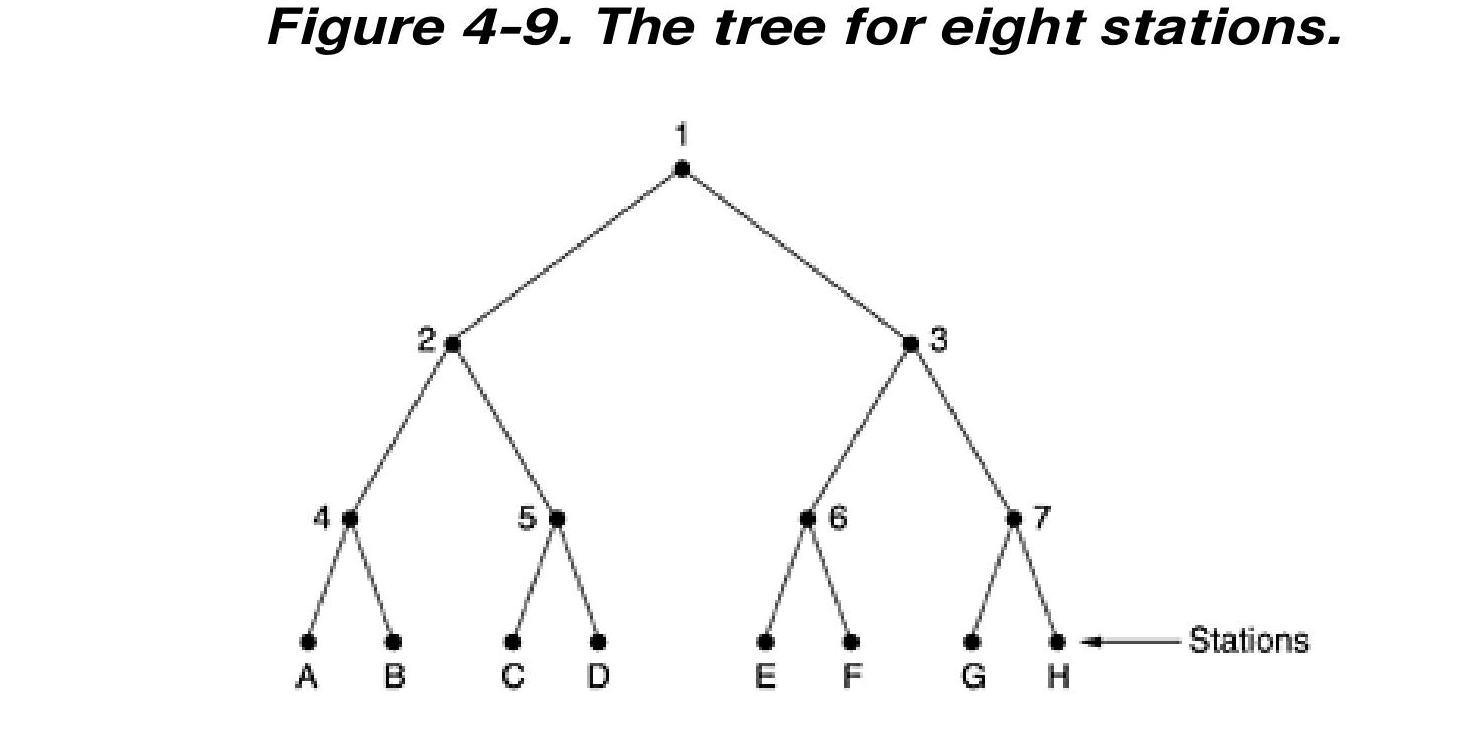 Figure 4-9. The tree for eight stations.
1
2 3
4 5 6 7
Stations
A B C D E F G H